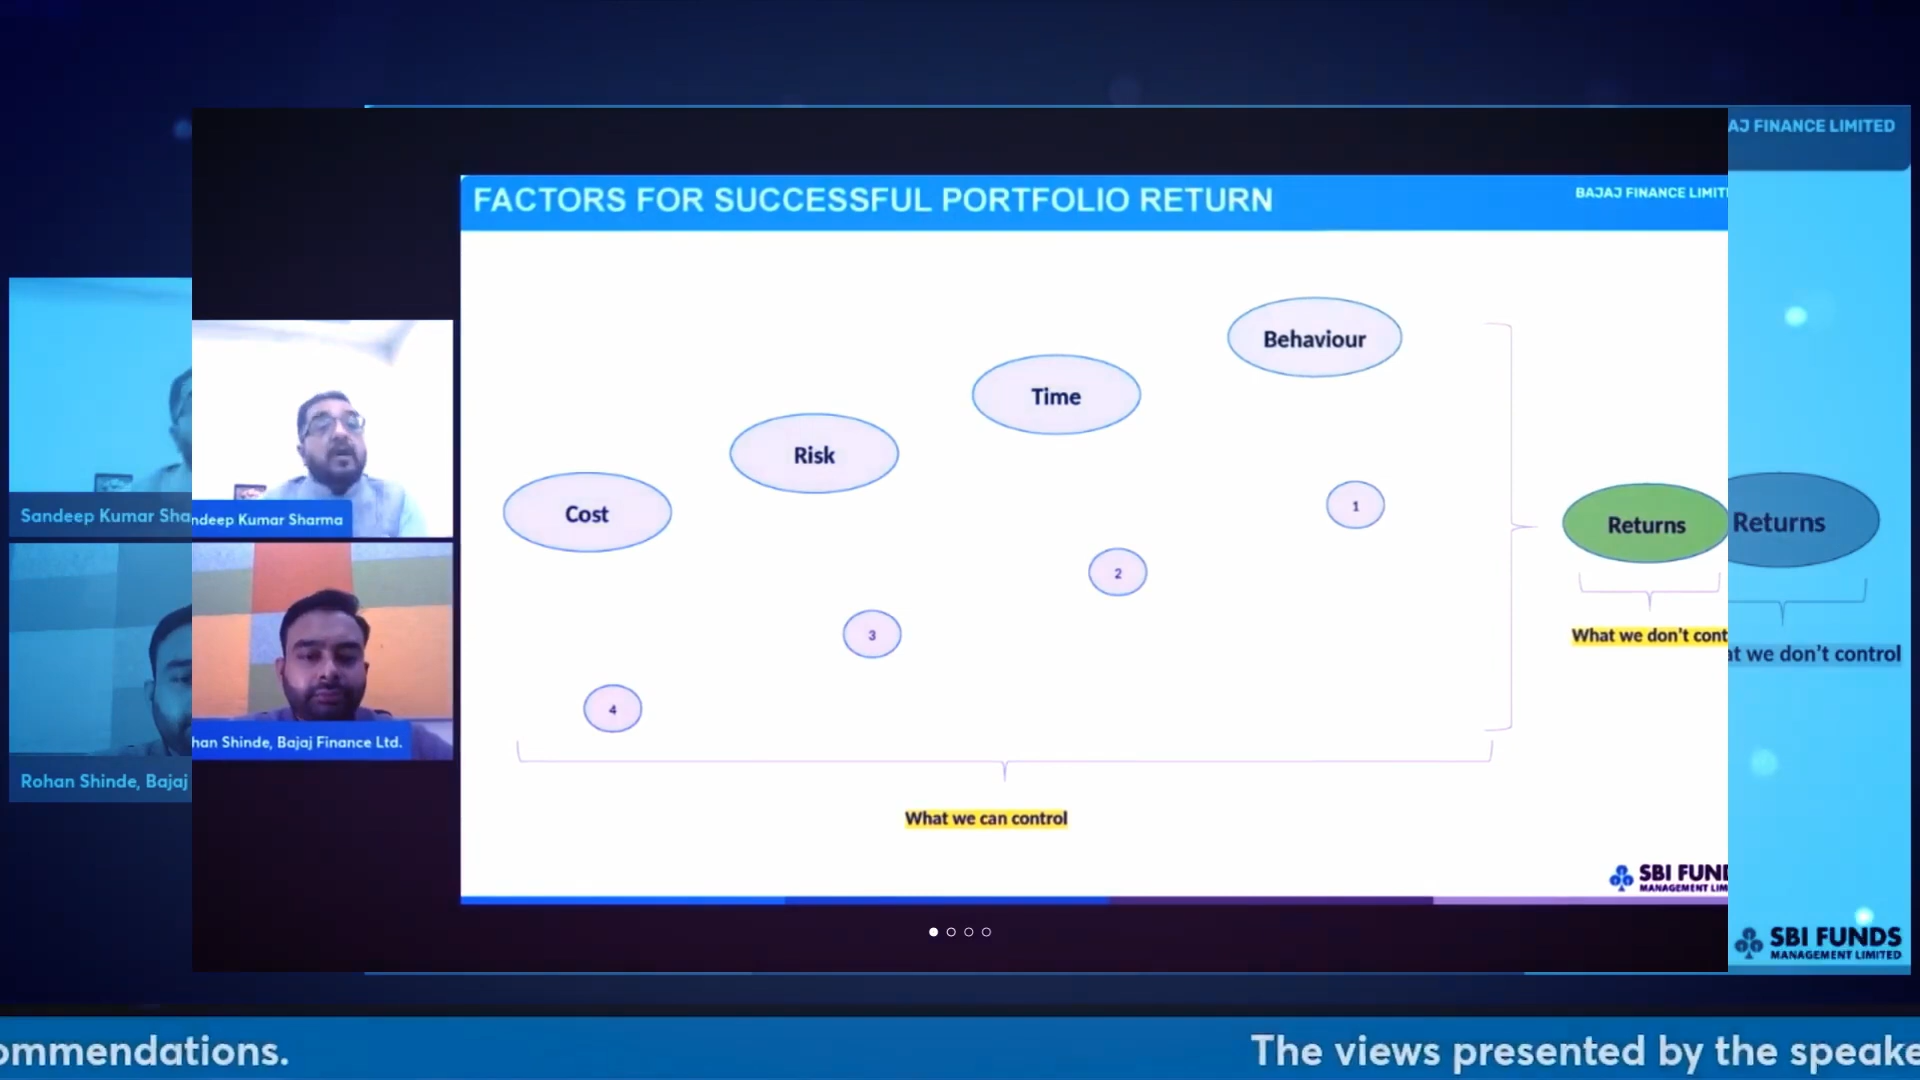 AJ FINANCE LIMITED
FACTORS FOR SUCCESSFUL PORTFOLIO RETURN
BAJAJ FINANCE LIMIT
Behaviour
Time
Risk
Cost
1
2
3
4
Returns
Returns
What we don't cont
at we don't control
What we can control
Sandeep Kumar Sha
ndeep Kumar Sharma
han Shinde, Bajaj Finance Ltd.
Rohan Shinde, Bajaj
SBI FUND
MANAGEMENT LIM
SBI FUNDS
MANAGEMENT LIMITED
ommendations.
The views presented by the speake